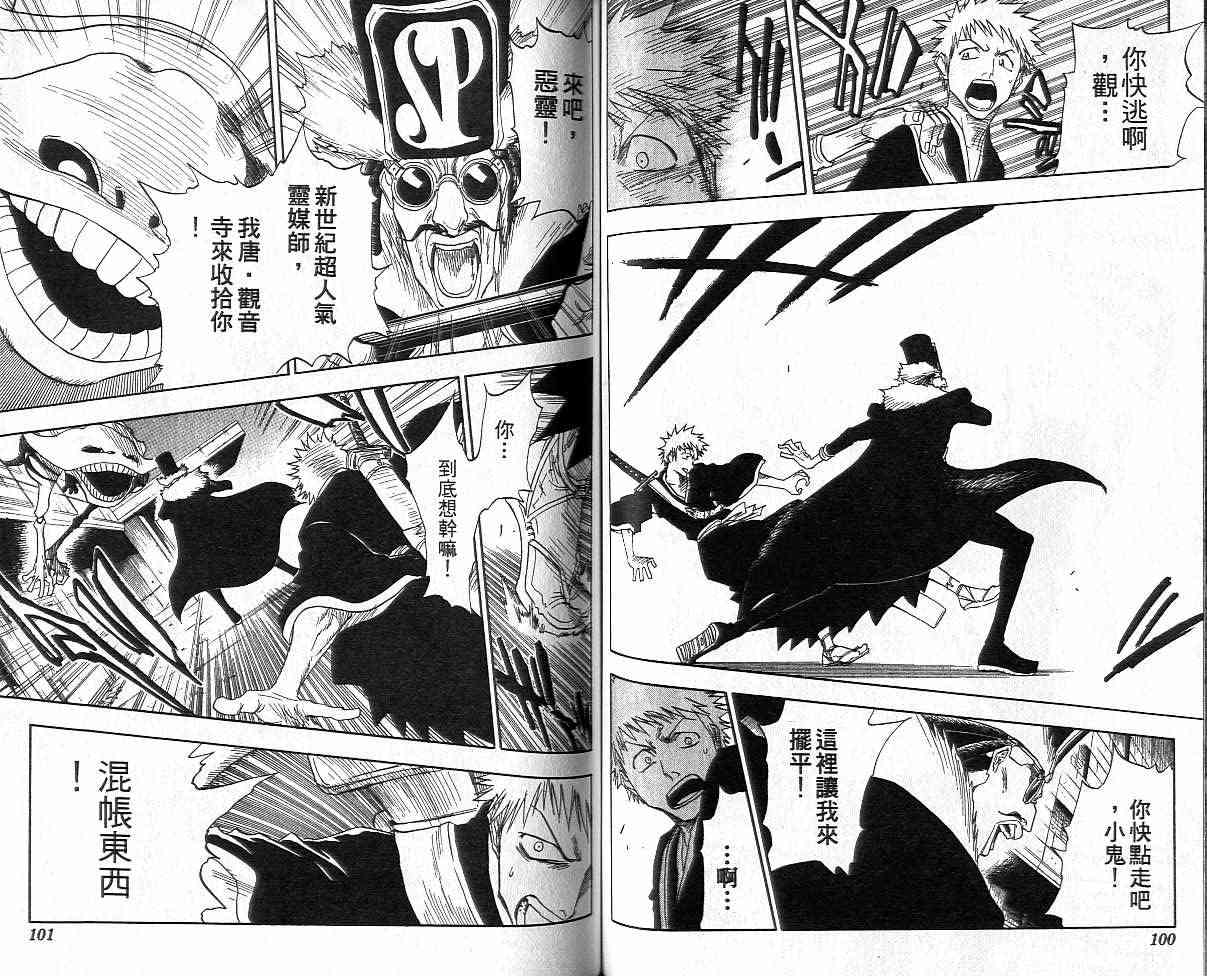 你快逃啊
，觀…
你快點走吧
，小鬼！
這裡讓我來
擺平！
…啊…
100
SP
來吧，
惡靈！
新世紀超人氣
靈媒師，
我唐．觀音
寺來收拾你
！
你…
到底想幹嘛！
混帳東西
！
101